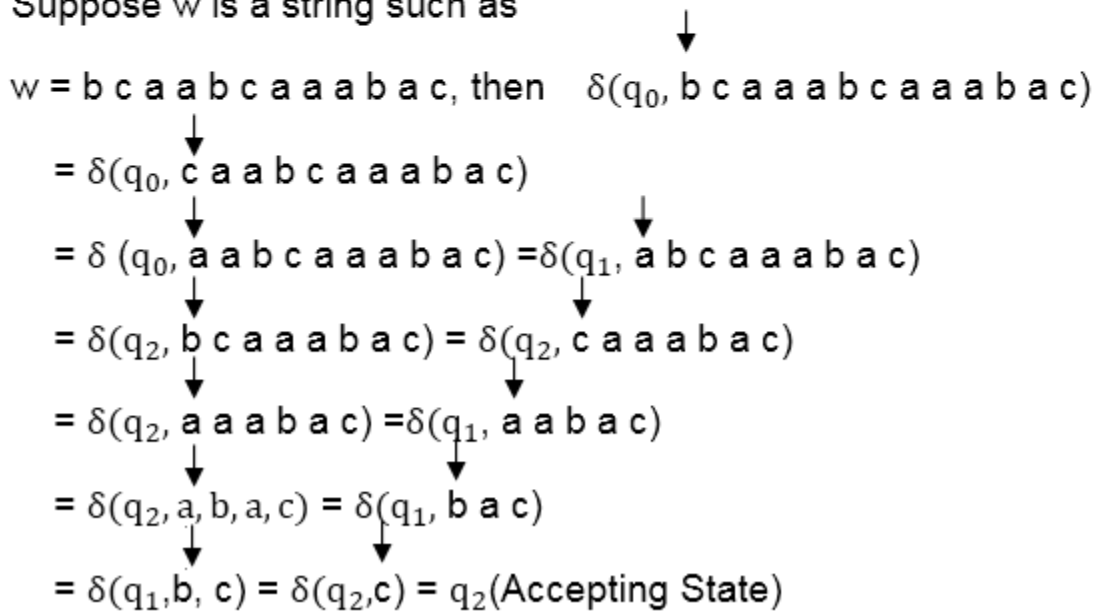 Suppose w is a string such as
w = b c a a b c a a a b a c, then δ(q₀, b c a a a b c a a a b a c)
= δ(q₀, c a a b c a a a b a c)
= δ (q₀, a a b c a a a b a c) =δ(q₁, a b c a a a b a c)
= δ(q₂, b c a a a b a c) = δ(q₂, c a a a b a c)
= δ(q₂, a a a b a c) =δ(q₁, a a b a c)
= δ(q₂, a, b, a, c) = δ(q₁, b a c)
= δ(q₁,b, c) = δ(q₂,c) = q₂(Accepting State)